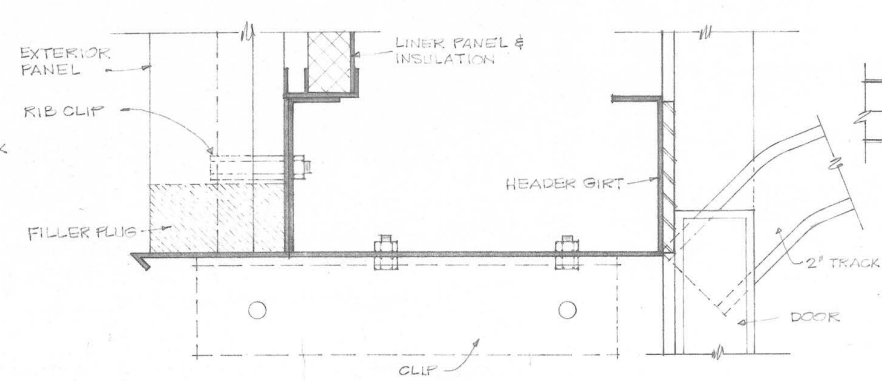 EXTERIOR
PANEL
LINER PANEL &
INSULATION
RIB CLIP
HEADER GIRT
FILLER PLUG
2" TRACK
DOOR
CLIP